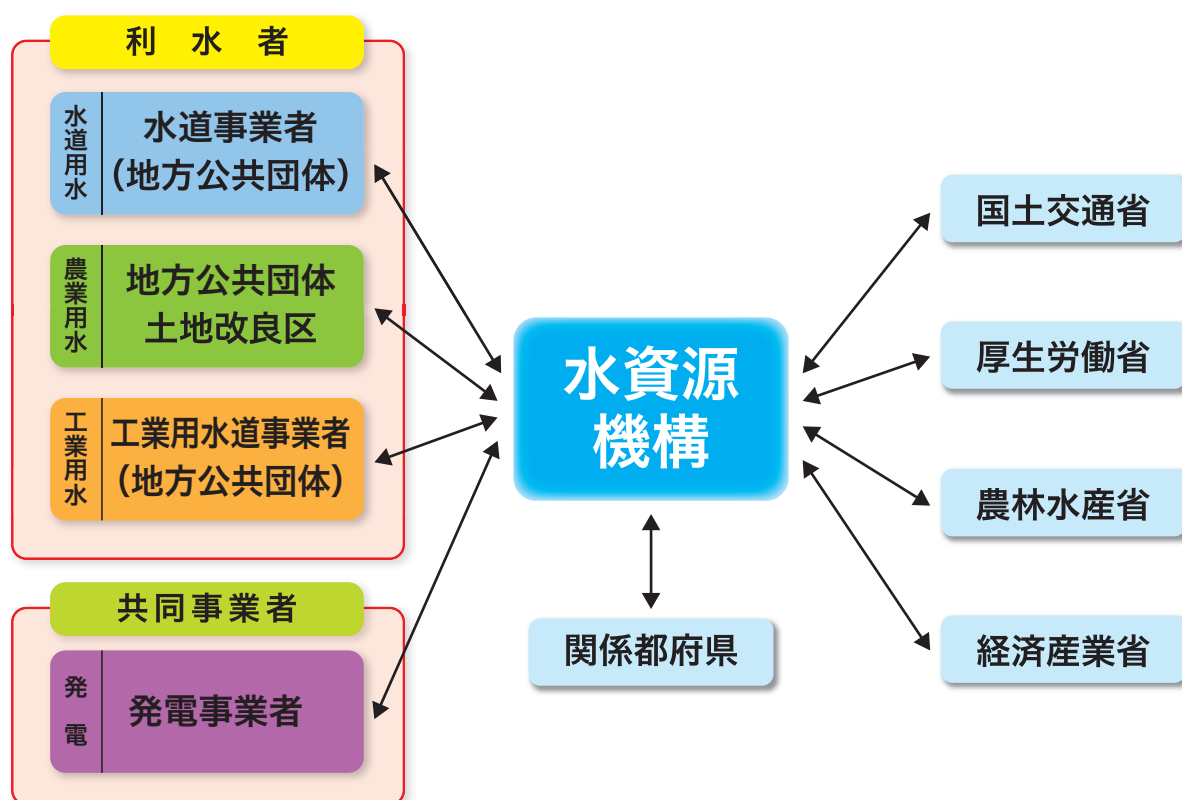 利水者
水道用水
水道事業者
(地方公共団体)
農業用水
地方公共団体
土地改良区
工業用水
工業用水道事業者
(地方公共団体)
共同事業者
発電
発電事業者
水資源
機構
関係都府県
国土交通省
厚生労働省
農林水産省
経済産業省